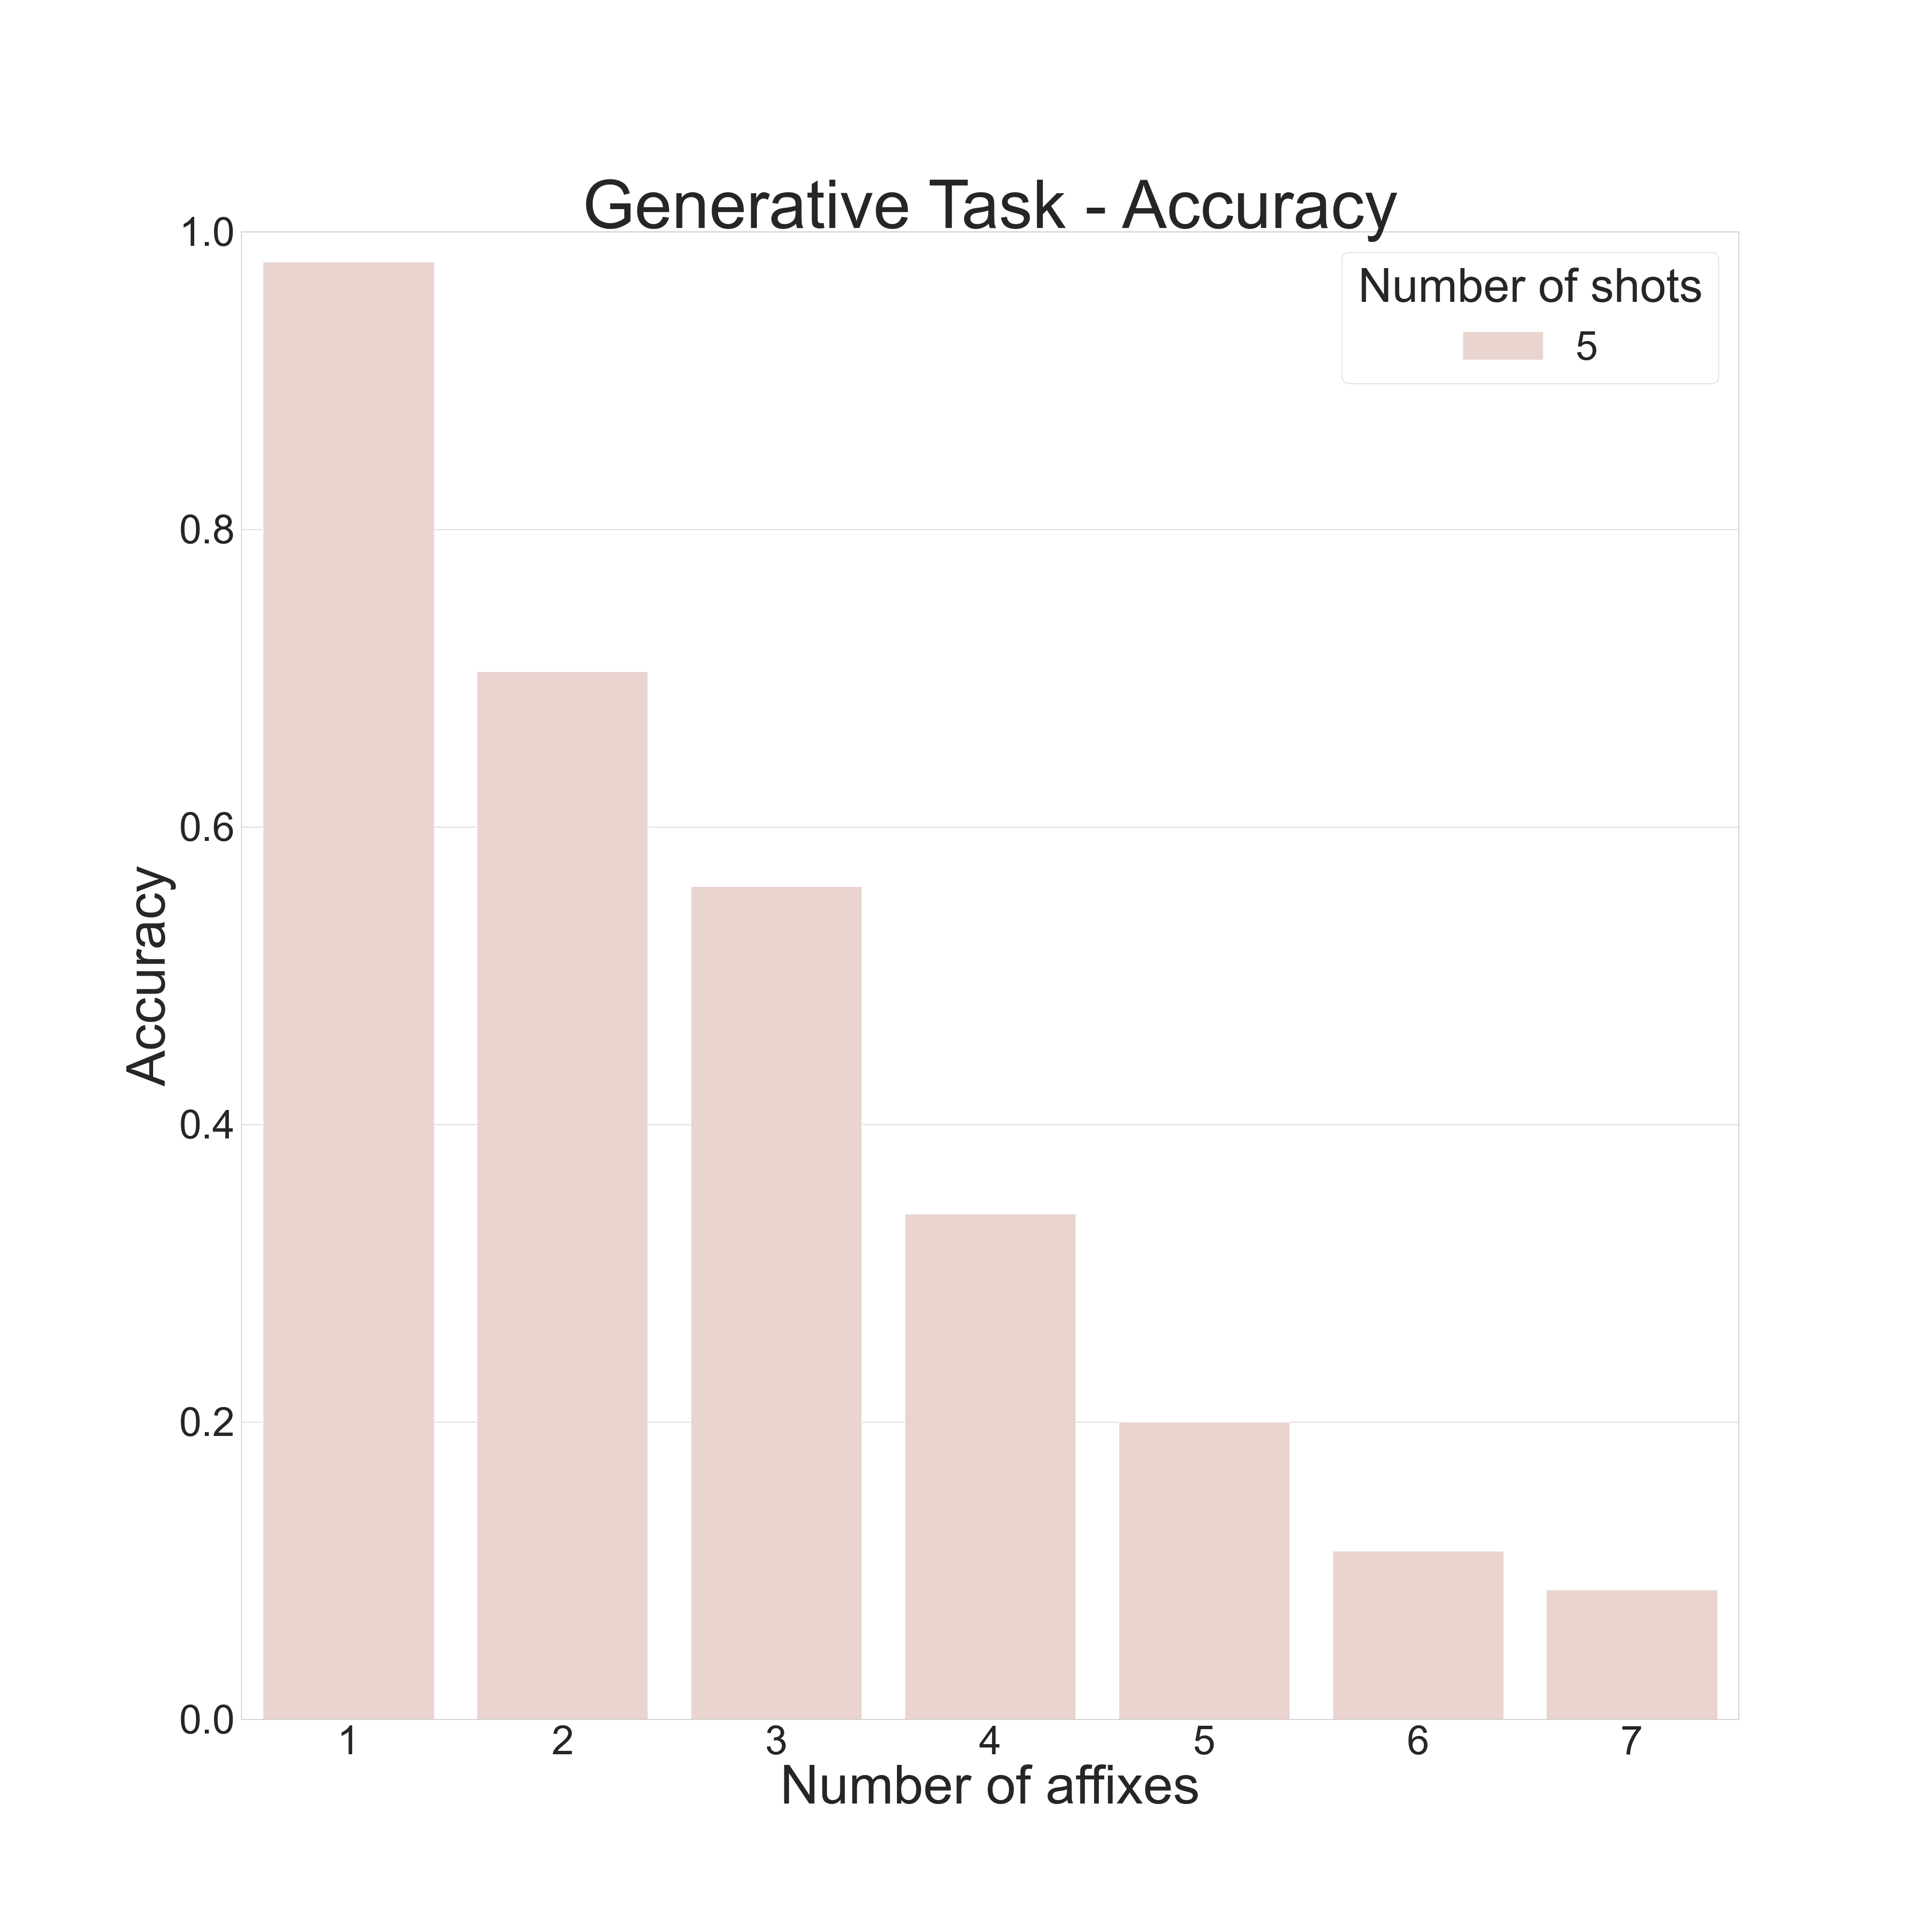 Generative Task - Accuracy
Number of shots
5
1.0
0.8
0.6
0.4
0.2
0.0
Accuracy
1 2 3 4 5 6 7
Number of affixes